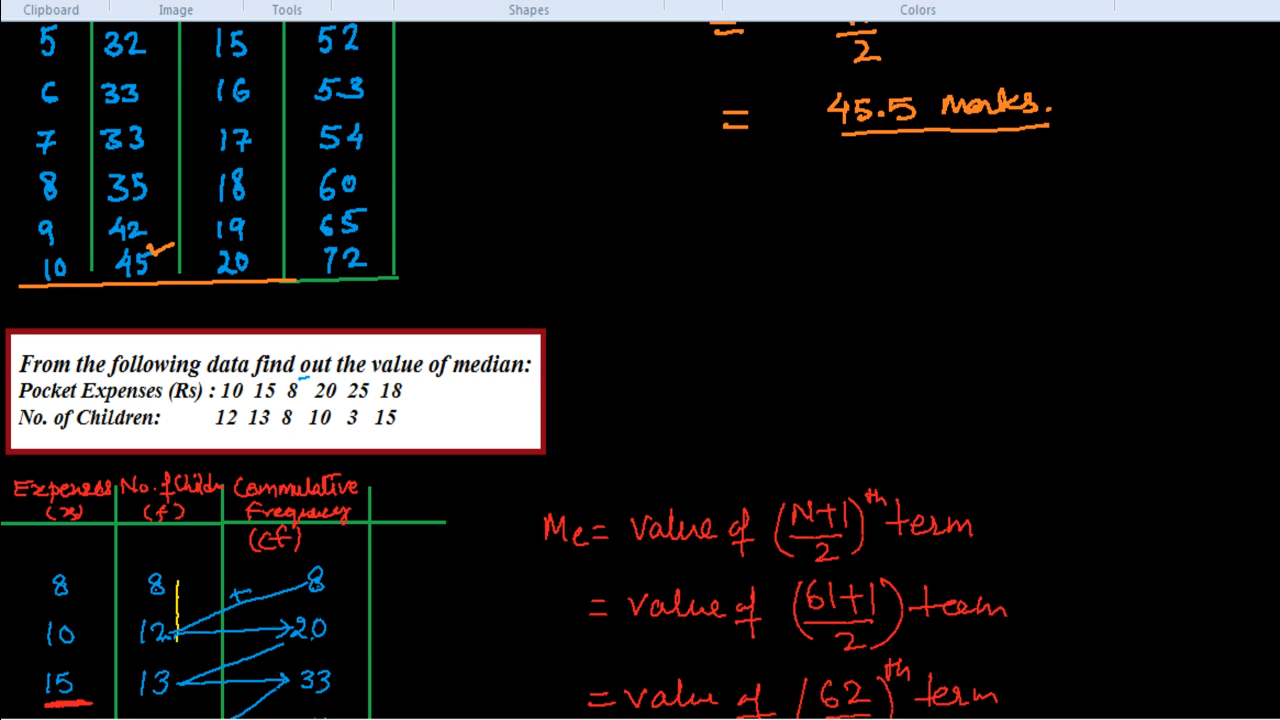 Clipboard Image Tools Shapes Colors
5 32 15 52
6 33 16 53
7 33 17 54
8 35 18 60
9 42 19 65
10 45 20 72
=
2
= 45.5 marks.
From the following data find out the value of median:
Pocket Expenses (Rs) : 10 15 8 20 25 18
No. of Children: 12 13 8 10 3 15
Expenses (x) No. of Childn (f) Commulative Frequency (cf)
8 8 8
10 12 20
15 13 33
Me = value of (N+1/2)th term
= value of (61+1/2) term
= value of (62)th term